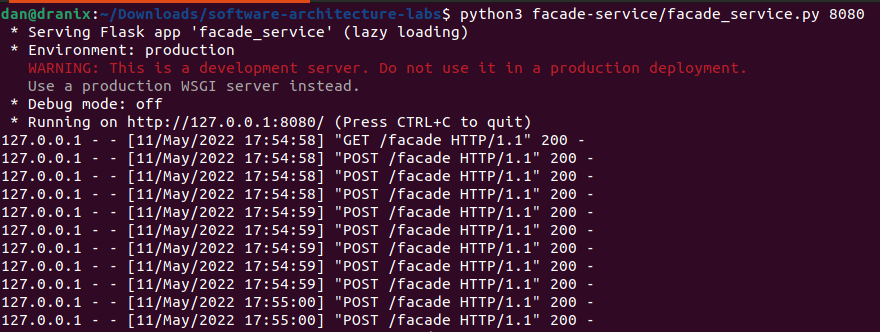 dan@dranix:~/Downloads/software-architecture-labs$ python3 facade-service/facade_service.py 8080
* Serving Flask app 'facade_service' (lazy loading)
* Environment: production
WARNING: This is a development server. Do not use it in a production deployment.
Use a production WSGI server instead.
* Debug mode: off
* Running on http://127.0.0.1:8080/ (Press CTRL+C to quit)
127.0.0.1 - - [11/May/2022 17:54:58] "GET /facade HTTP/1.1" 200 -
127.0.0.1 - - [11/May/2022 17:54:58] "POST /facade HTTP/1.1" 200 -
127.0.0.1 - - [11/May/2022 17:54:58] "POST /facade HTTP/1.1" 200 -
127.0.0.1 - - [11/May/2022 17:54:58] "POST /facade HTTP/1.1" 200 -
127.0.0.1 - - [11/May/2022 17:54:59] "POST /facade HTTP/1.1" 200 -
127.0.0.1 - - [11/May/2022 17:54:59] "POST /facade HTTP/1.1" 200 -
127.0.0.1 - - [11/May/2022 17:54:59] "POST /facade HTTP/1.1" 200 -
127.0.0.1 - - [11/May/2022 17:54:59] "POST /facade HTTP/1.1" 200 -
127.0.0.1 - - [11/May/2022 17:54:59] "POST /facade HTTP/1.1" 200 -
127.0.0.1 - - [11/May/2022 17:55:00] "POST /facade HTTP/1.1" 200 -
127.0.0.1 - - [11/May/2022 17:55:00] "POST /facade HTTP/1.1" 200 -